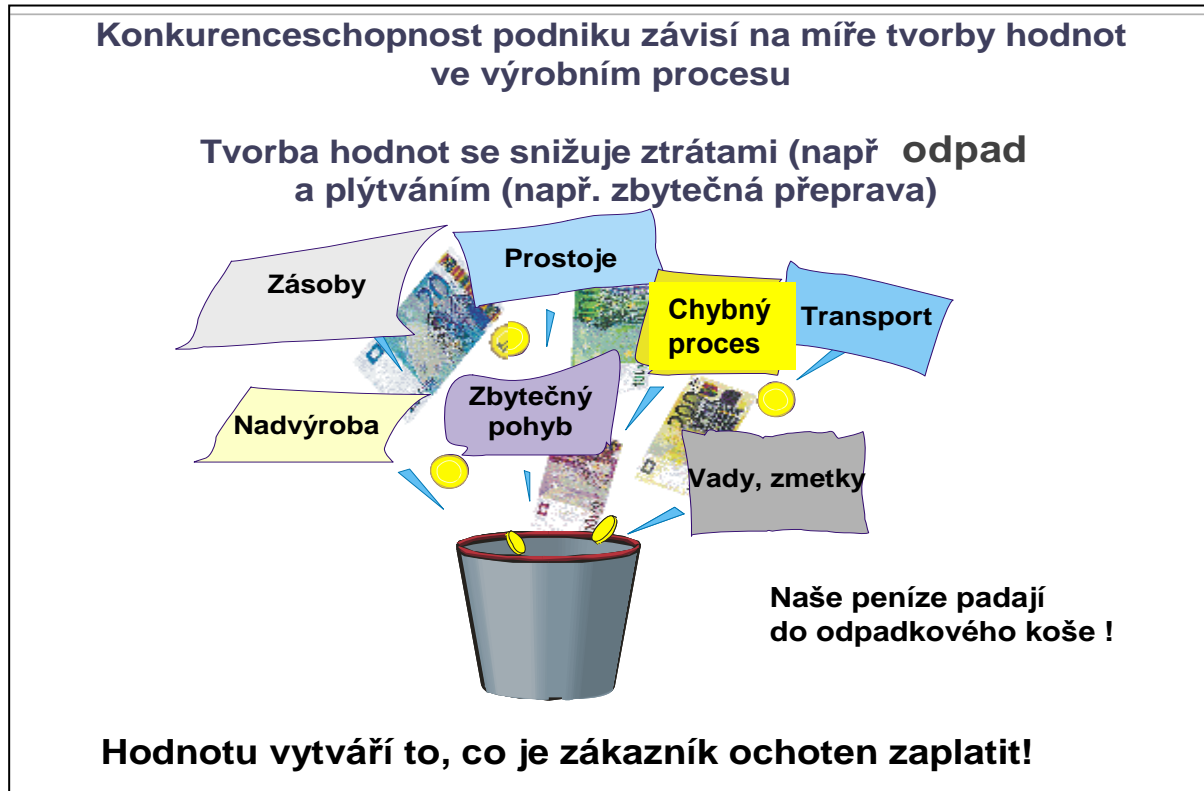 Konkurenceschopnost podniku závisí na míře tvorby hodnot
ve výrobním procesu
Tvorba hodnot se snižuje ztrátami (např odpad
a plýtváním (např. zbytečná přeprava)
Zásoby
Prostoje
Chybný
proces
Transport
Nadvýroba
Zbytečný
pohyb
Vady, zmetky
Naše peníze padají
do odpadkového koše !
Hodnotu vytváří to, co je zákazník ochoten zaplatit!